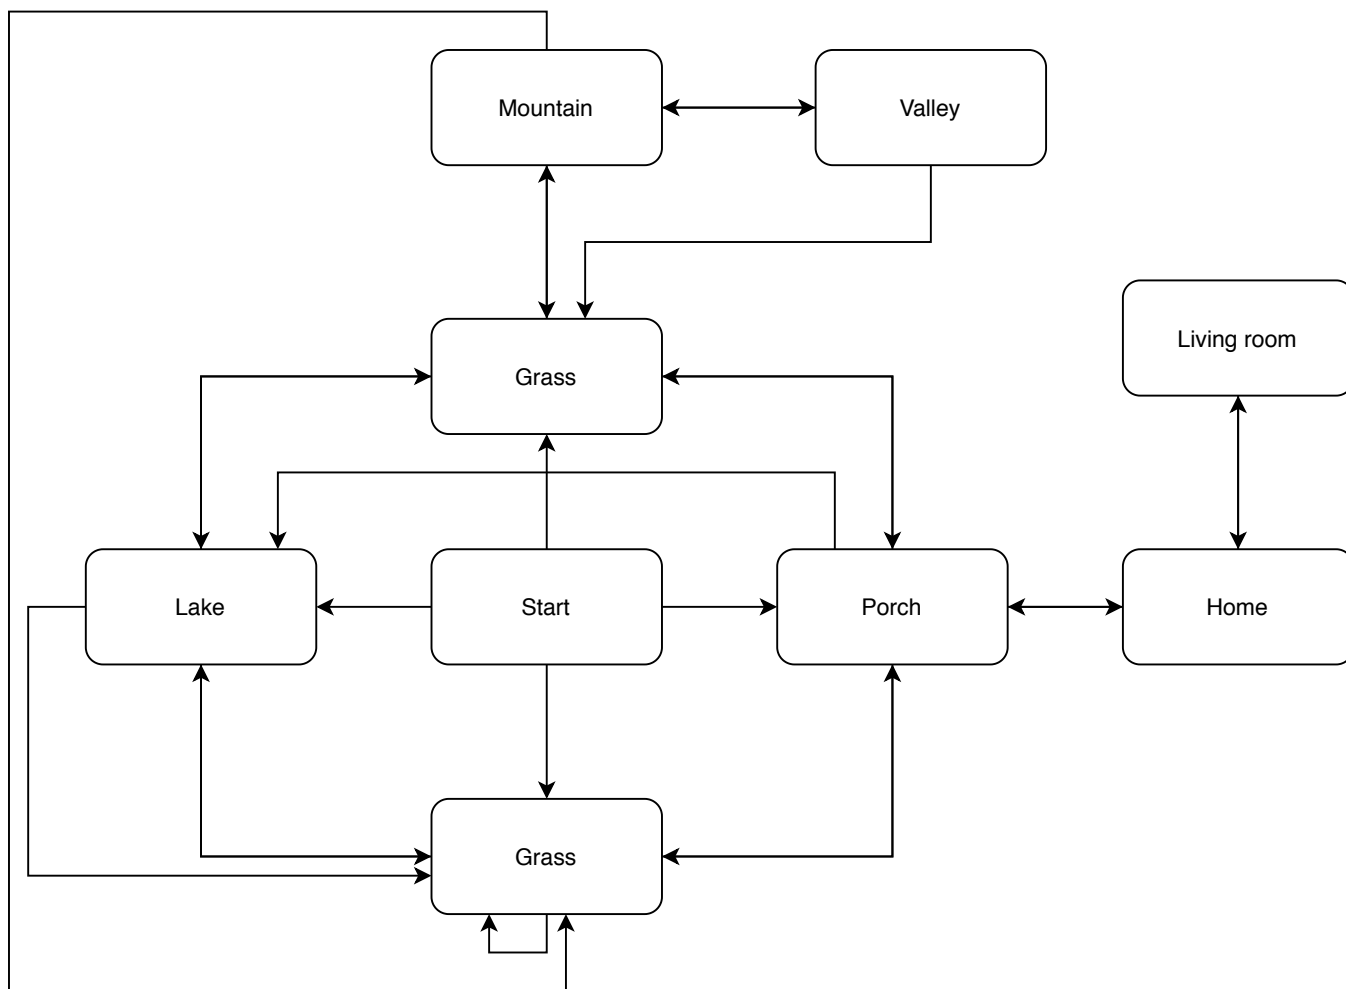 Mountain
Valley
Grass
Living room
Lake
Start
Porch
Home
Grass